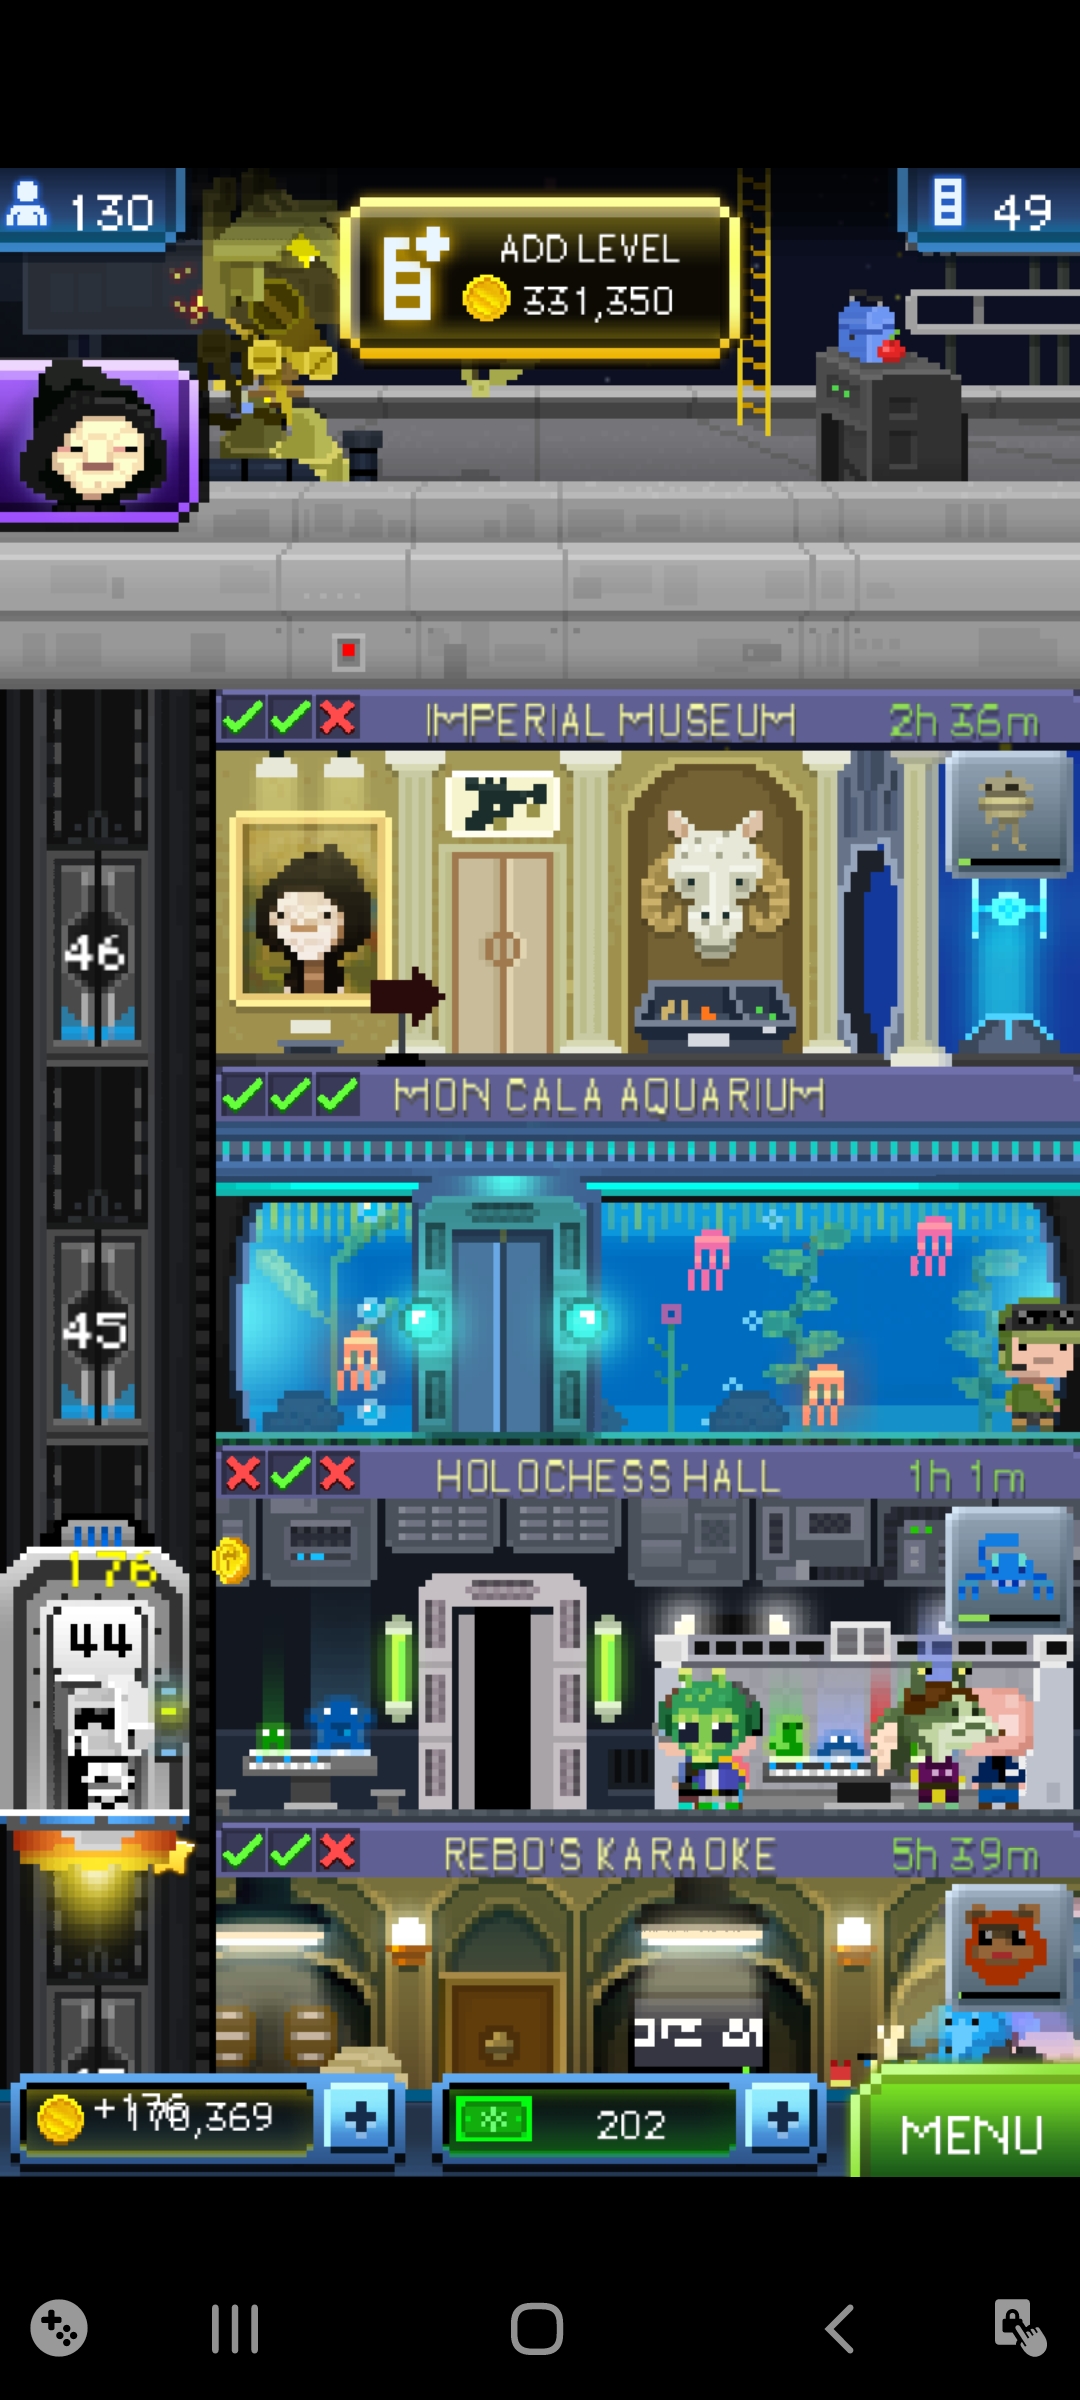 130
ADD LEVEL
331,350
49
IMPERIAL MUSEUM 2h 36m
46
MON CALA AQUARIUM
45
HOLOCHESS HALL 1h 1m
176
44
REBO'S KARAOKE 5h 39m
+176
202
MENU